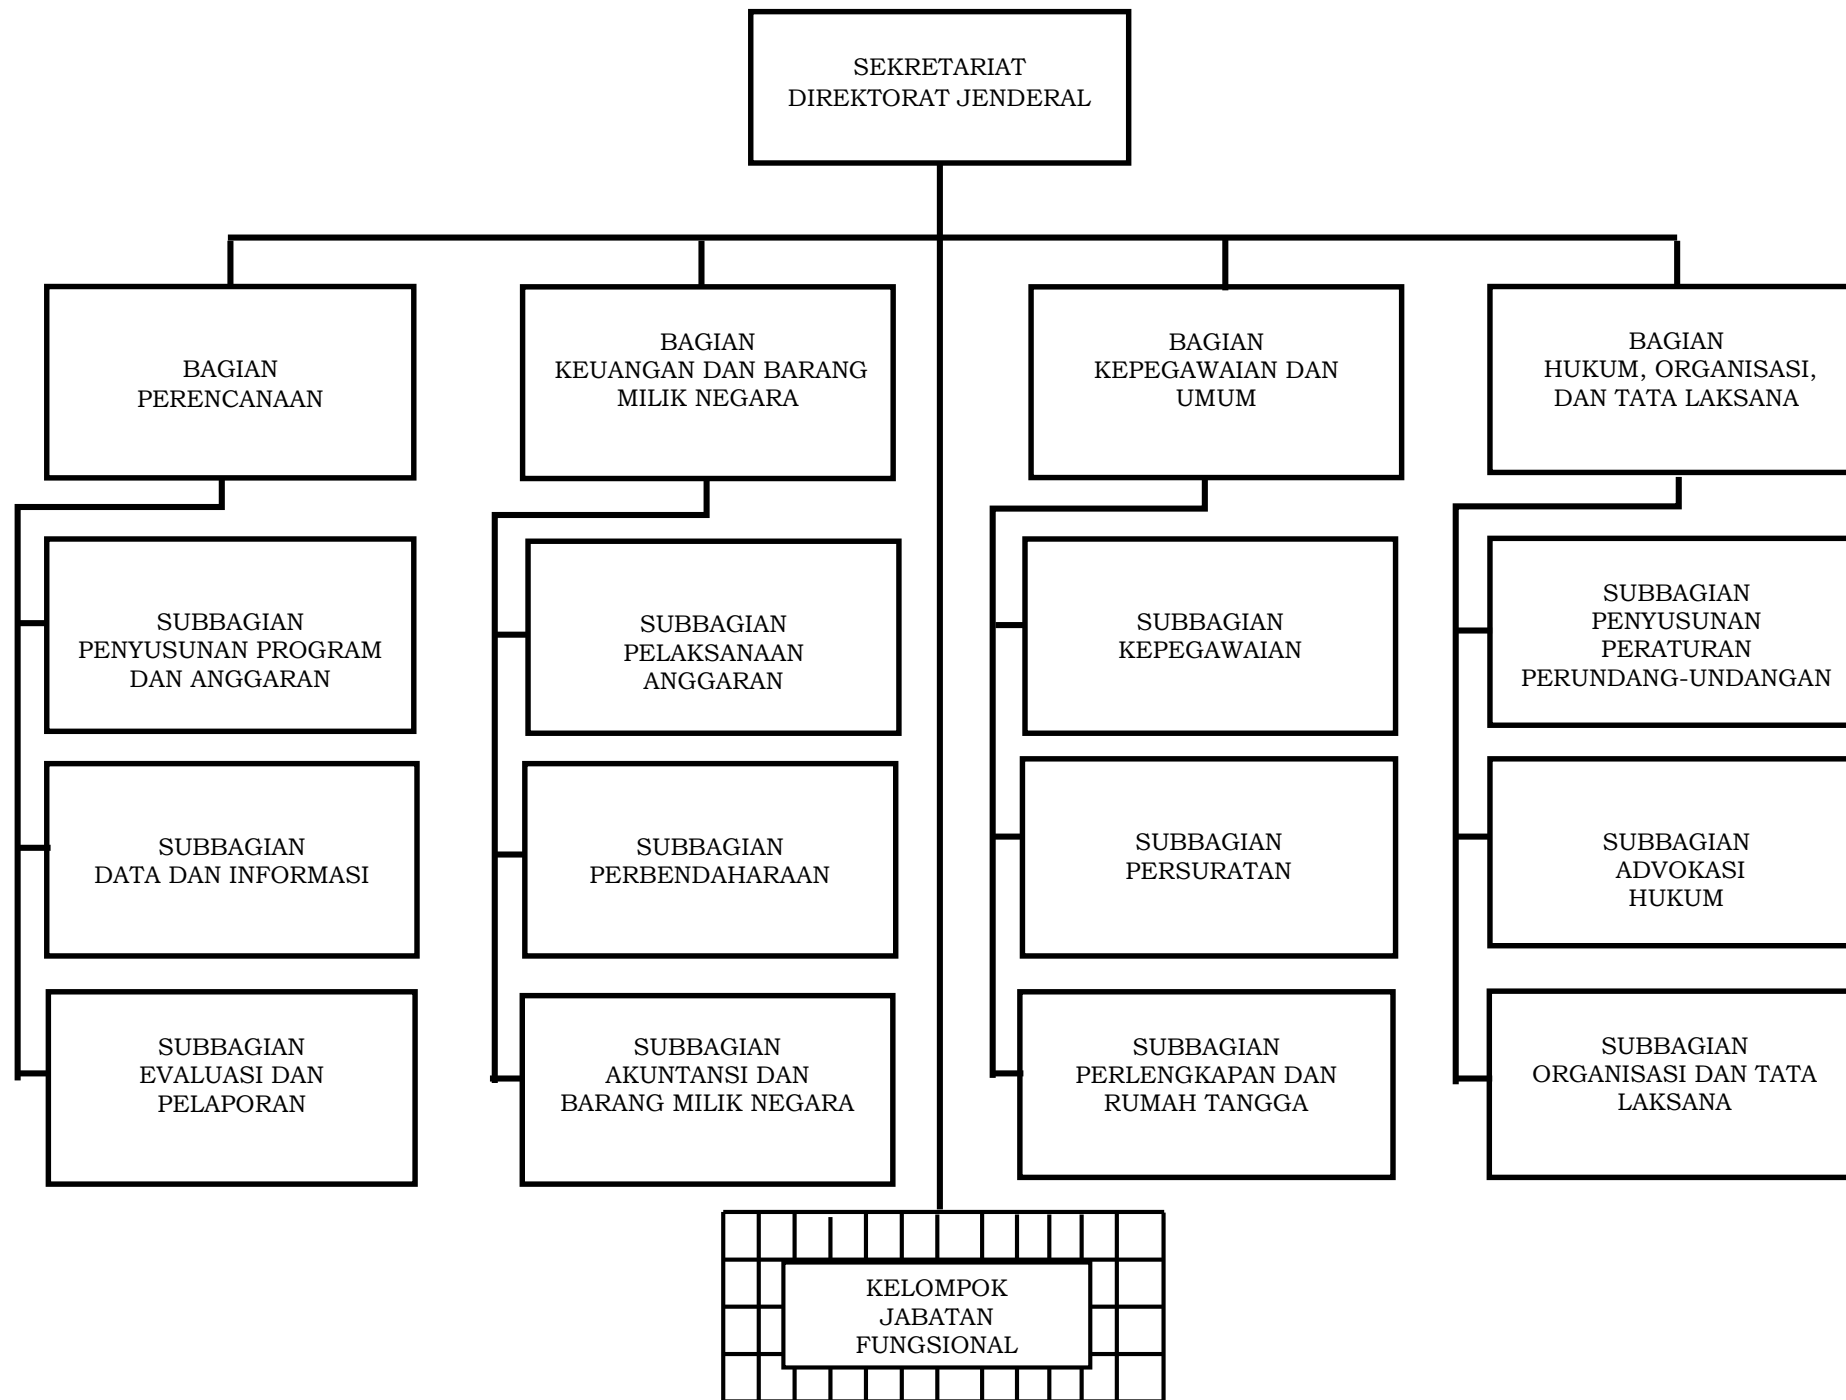 SEKRETARIAT
DIREKTORAT JENDERAL
BAGIAN
PERENCANAAN
BAGIAN
KEUANGAN DAN BARANG
MILIK NEGARA
BAGIAN
KEPEGAWAIAN DAN
UMUM
BAGIAN
HUKUM, ORGANISASI,
DAN TATA LAKSANA
SUBBAGIAN
PENYUSUNAN PROGRAM
DAN ANGGARAN
SUBBAGIAN
PELAKSANAAN
ANGGARAN
SUBBAGIAN
KEPEGAWAIAN
SUBBAGIAN
PENYUSUNAN
PERATURAN
PERUNDANG-UNDANGAN
SUBBAGIAN
DATA DAN INFORMASI
SUBBAGIAN
PERBENDAHARAAN
SUBBAGIAN
PERSURATAN
SUBBAGIAN
ADVOKASI
HUKUM
SUBBAGIAN
EVALUASI DAN
PELAPORAN
SUBBAGIAN
AKUNTANSI DAN
BARANG MILIK NEGARA
SUBBAGIAN
PERLENGKAPAN DAN
RUMAH TANGGA
SUBBAGIAN
ORGANISASI DAN TATA
LAKSANA
KELOMPOK
JABATAN
FUNGSIONAL